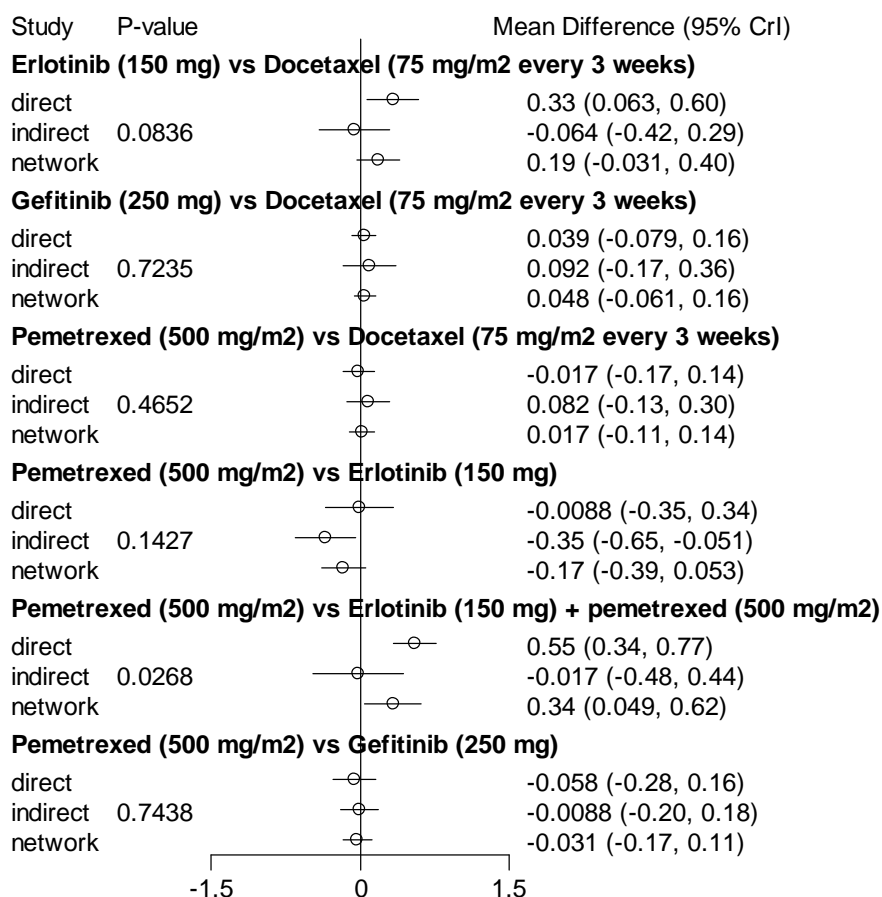 Study P-value Mean Difference (95% CrI)
Erlotinib (150 mg) vs Docetaxel (75 mg/m2 every 3 weeks)
direct 0.33 (0.063, 0.60)
indirect 0.0836 -0.064 (-0.42, 0.29)
network 0.19 (-0.031, 0.40)
Gefitinib (250 mg) vs Docetaxel (75 mg/m2 every 3 weeks)
direct 0.039 (-0.079, 0.16)
indirect 0.7235 0.092 (-0.17, 0.36)
network 0.048 (-0.061, 0.16)
Pemetrexed (500 mg/m2) vs Docetaxel (75 mg/m2 every 3 weeks)
direct -0.017 (-0.17, 0.14)
indirect 0.4652 0.082 (-0.13, 0.30)
network 0.017 (-0.11, 0.14)
Pemetrexed (500 mg/m2) vs Erlotinib (150 mg)
direct -0.0088 (-0.35, 0.34)
indirect 0.1427 -0.35 (-0.65, -0.051)
network -0.17 (-0.39, 0.053)
Pemetrexed (500 mg/m2) vs Erlotinib (150 mg) + pemetrexed (500 mg/m2)
direct 0.55 (0.34, 0.77)
indirect 0.0268 -0.017 (-0.48, 0.44)
network 0.34 (0.049, 0.62)
Pemetrexed (500 mg/m2) vs Gefitinib (250 mg)
direct -0.058 (-0.28, 0.16)
indirect 0.7438 -0.0088 (-0.20, 0.18)
network -0.031 (-0.17, 0.11)
-1.5 0 1.5